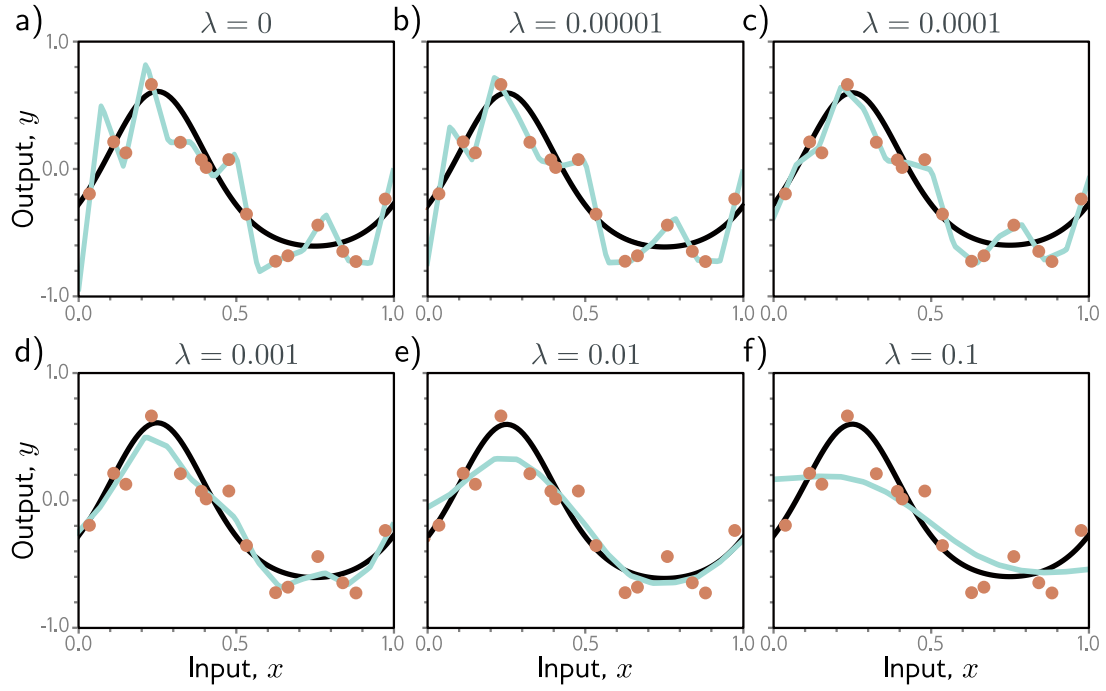 a) λ = 0
b) λ = 0.00001
c) λ = 0.0001
1.0
0.0
-1.0
Output, y
0.0 0.5 1.0
0.0 0.5 1.0
0.0 0.5 1.0
d) λ = 0.001
e) λ = 0.01
f) λ = 0.1
1.0
0.0
-1.0
Output, y
0.0 0.5 1.0
0.0 0.5 1.0
0.0 0.5 1.0
Input, x
Input, x
Input, x